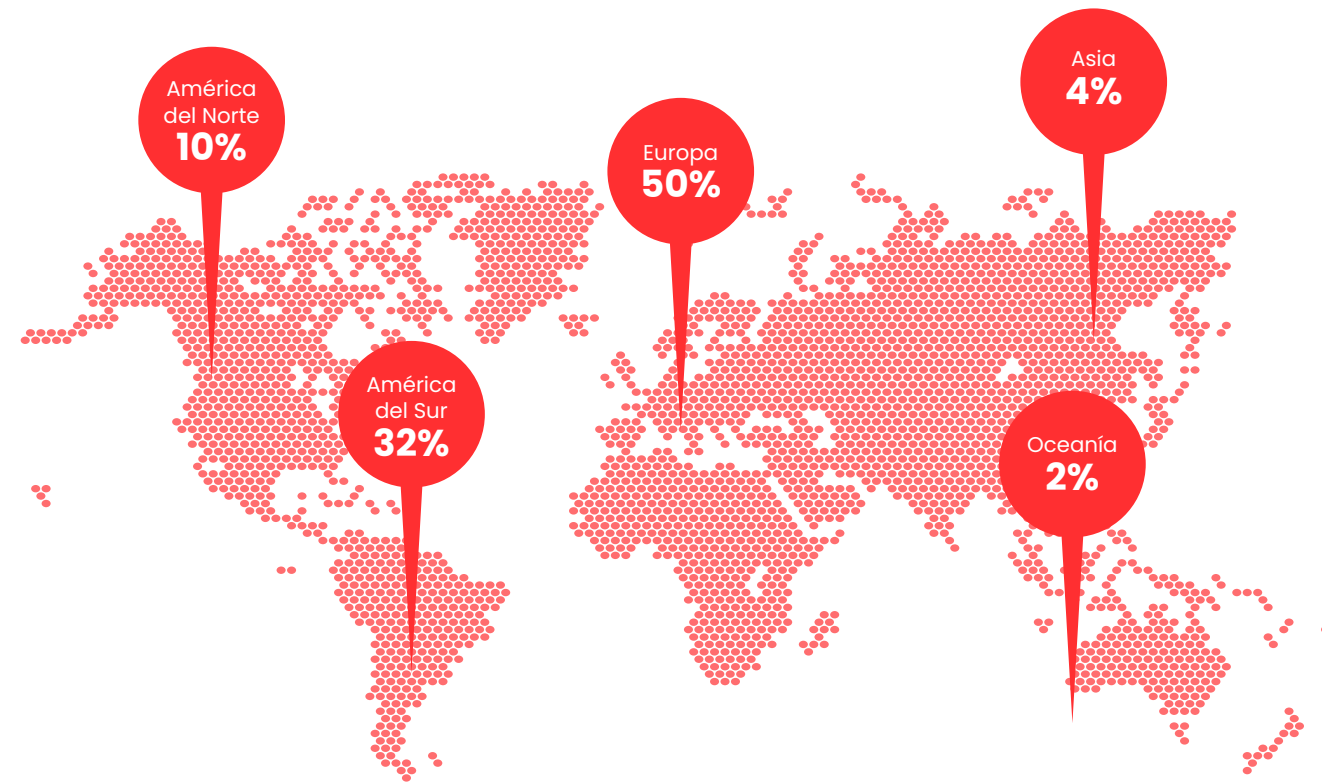 América
del Norte
10%
Europa
50%
Asia
4%
América
del Sur
32%
Oceanía
2%